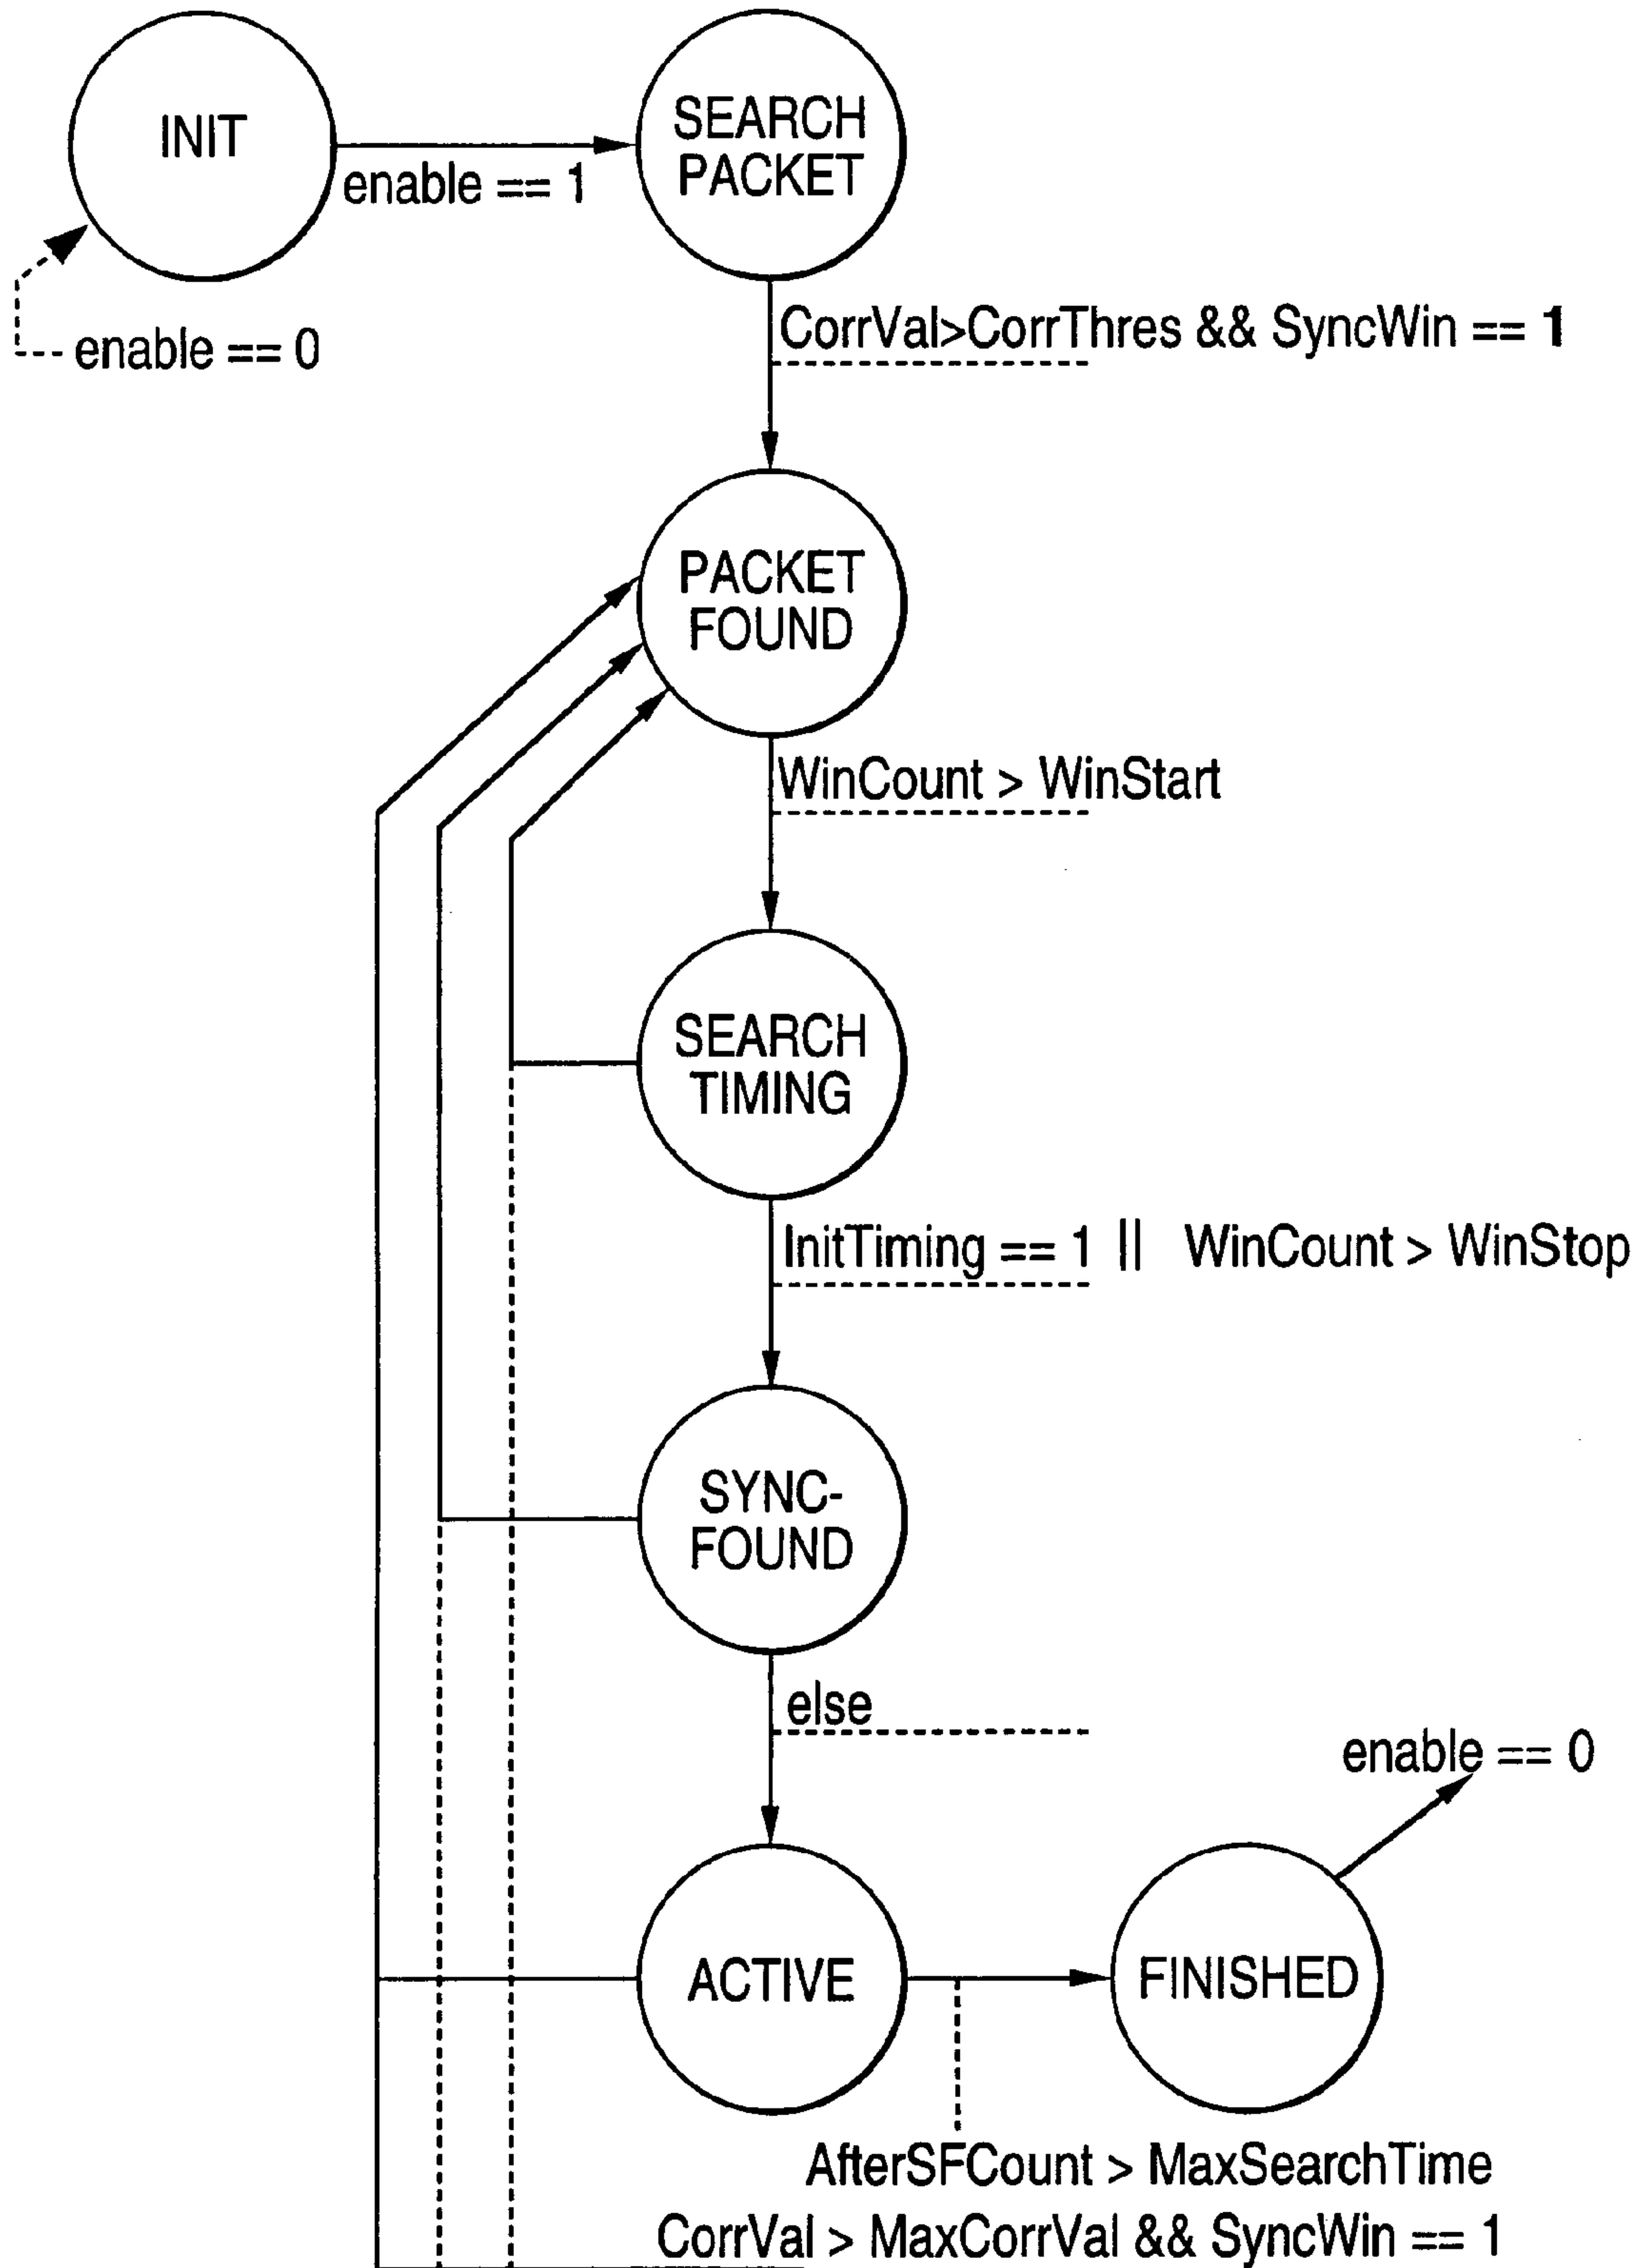 INIT
SEARCH
PACKET
enable == 1
enable == 0
CorrVal>CorrThres && SyncWin == 1
PACKET
FOUND
WinCount > WinStart
SEARCH
TIMING
InitTiming == 1 || WinCount > WinStop
SYNC-
FOUND
else
enable == 0
ACTIVE
FINISHED
AfterSFCount > MaxSearchTime
CorrVal > MaxCorrVal && SyncWin == 1